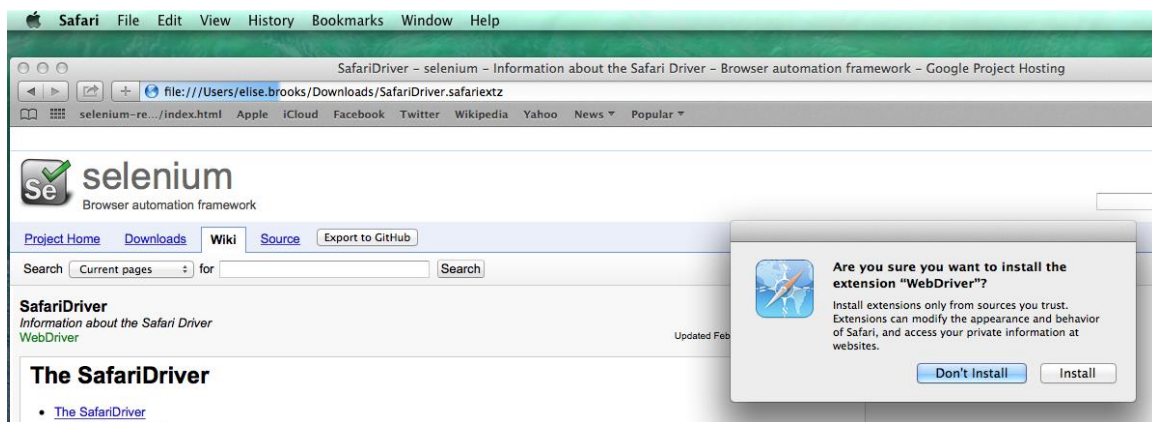 Safari File Edit View History Bookmarks Window Help
SafariDriver – selenium – Information about the Safari Driver – Browser automation framework – Google Project Hosting
file:///Users/elise.brooks/Downloads/SafariDriver.safariextz
selenium-re.../index.html Apple iCloud Facebook Twitter Wikipedia Yahoo News Popular
Se selenium
Browser automation framework
Project Home Downloads Wiki Source Export to GitHub
Search Current pages for Search
SafariDriver
Information about the Safari Driver
WebDriver Updated Feb
The SafariDriver
• The SafariDriver
Are you sure you want to install the
extension “WebDriver”?
Install extensions only from sources you trust.
Extensions can modify the appearance and behavior
of Safari, and access your private information at
websites.
Don't Install Install